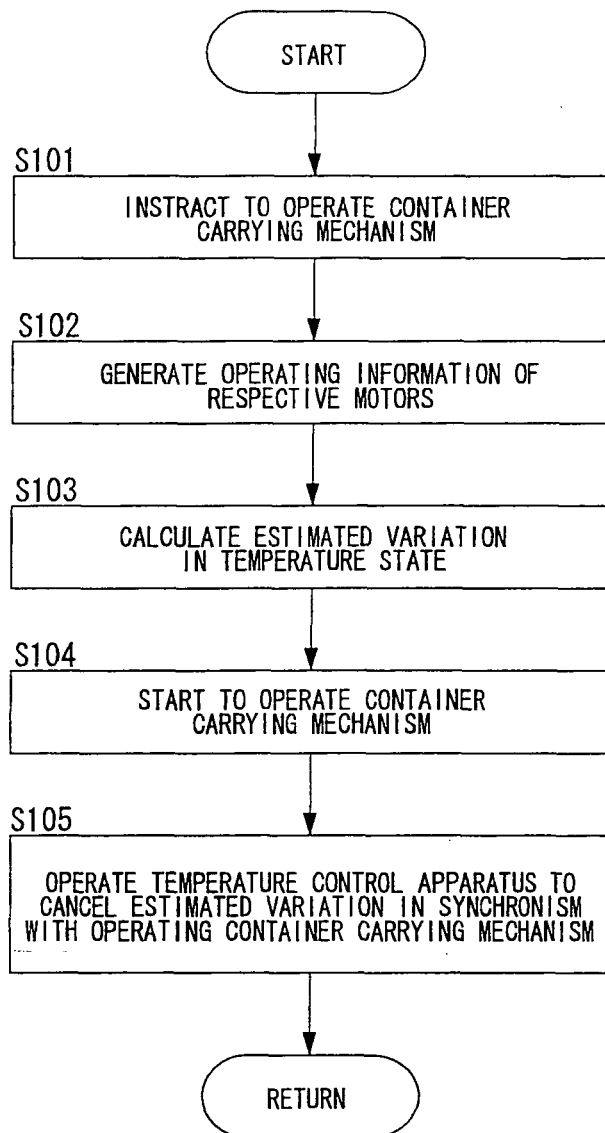 START
S101
INSTRACT TO OPERATE CONTAINER
CARRYING MECHANISM
S102
GENERATE OPERATING INFORMATION OF
RESPECTIVE MOTORS
S103
CALCULATE ESTIMATED VARIATION
IN TEMPERATURE STATE
S104
START TO OPERATE CONTAINER
CARRYING MECHANISM
S105
OPERATE TEMPERATURE CONTROL APPARATUS TO
CANCEL ESTIMATED VARIATION IN SYNCHRONISM
WITH OPERATING CONTAINER CARRYING MECHANISM
RETURN